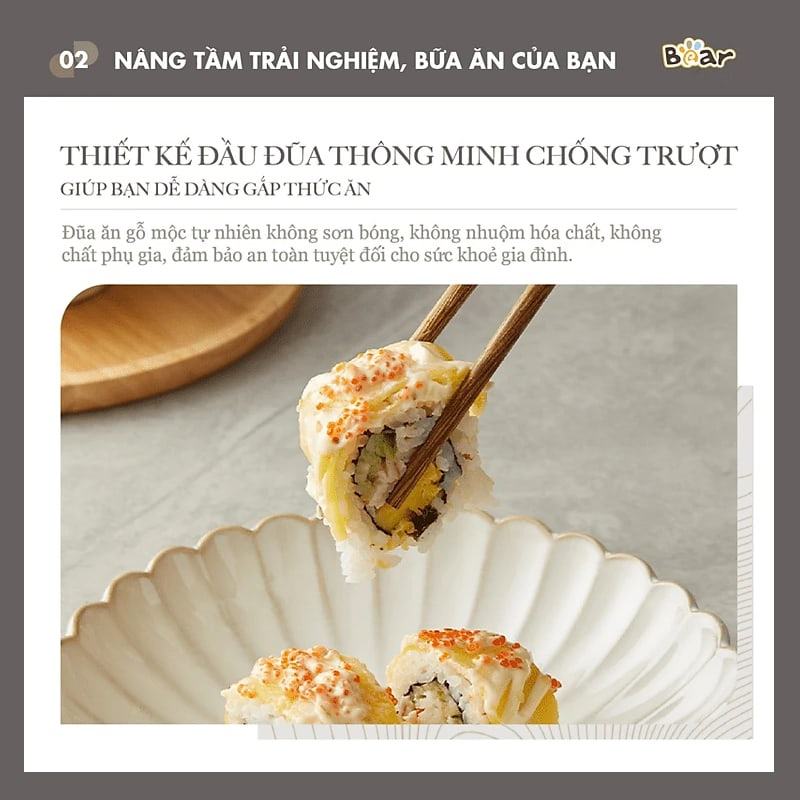 02 NÂNG TẦM TRẢI NGHIỆM, BỮA ĂN CỦA BẠN
Bear
THIẾT KẾ ĐẦU ĐŨA THÔNG MINH CHỐNG TRƯỢT
GIÚP BẠN DỄ DÀNG GẮP THỨC ĂN
Đũa ăn gỗ mộc tự nhiên không sơn bóng, không nhuộm hóa chất, không
chất phụ gia, đảm bảo an toàn tuyệt đối cho sức khoẻ gia đình.